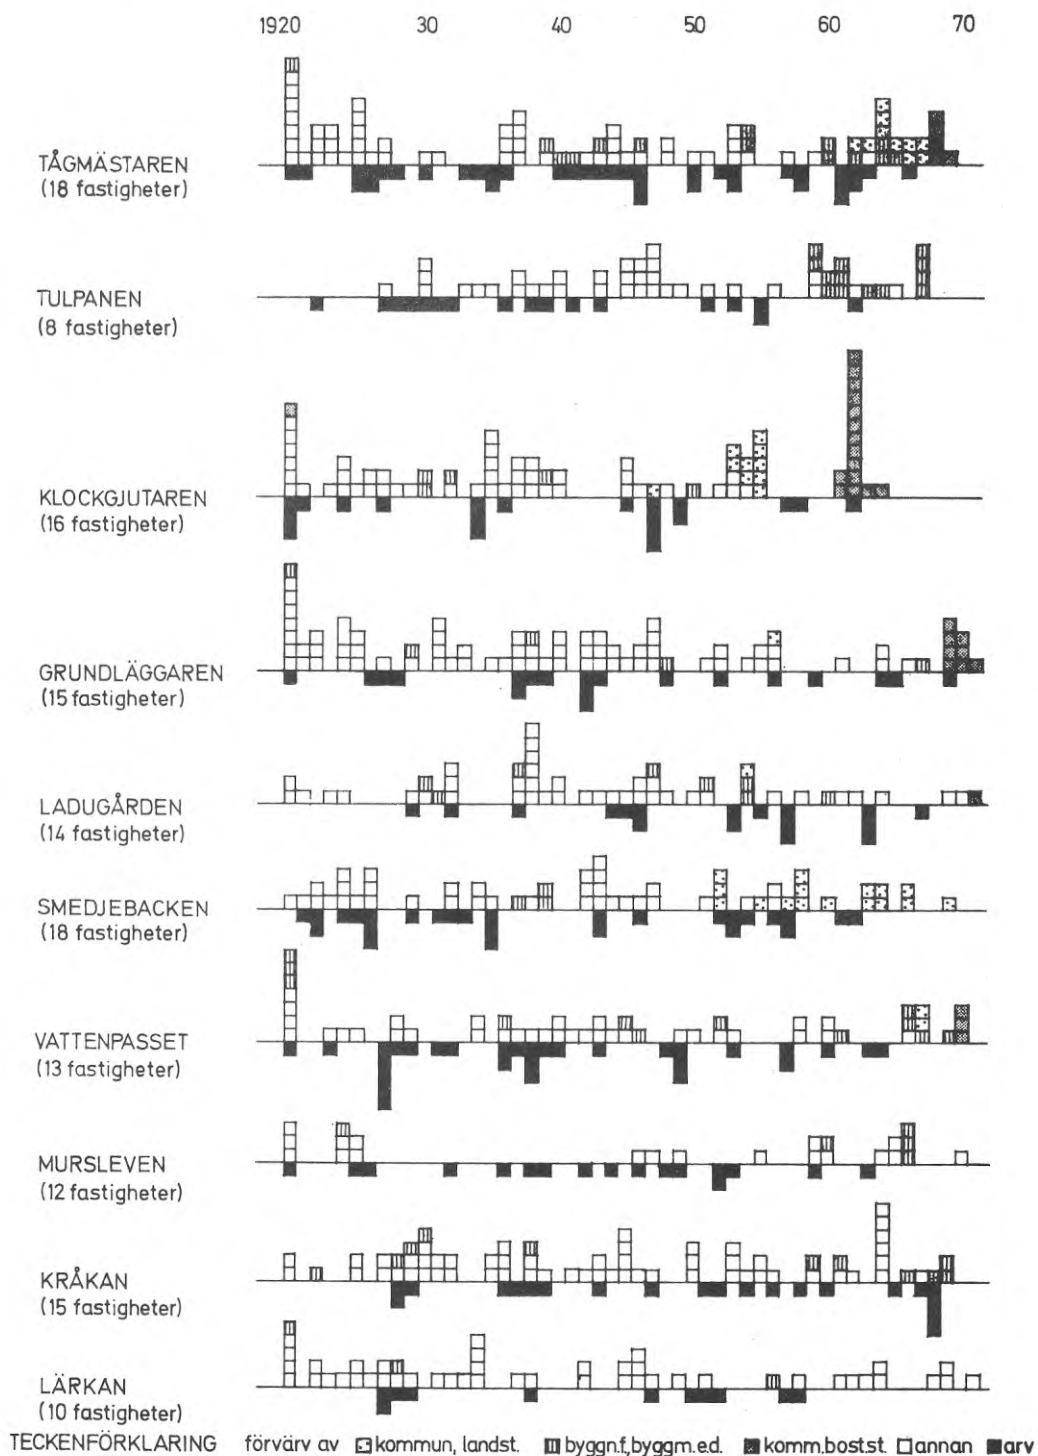 1920 30 40 50 60 70
TÅGMÄSTAREN
(18 fastigheter)
TULPANEN
(8 fastigheter)
KLOCKGJUTAREN
(16 fastigheter)
GRUNDLÄGGAREN
(15 fastigheter)
LADUGÅRDEN
(14 fastigheter)
SMEDJEBACKEN
(18 fastigheter)
VATTENPASSET
(13 fastigheter)
MURSLEVEN
(12 fastigheter)
KRÅKAN
(15 fastigheter)
LÄRKAN
(10 fastigheter)
TECKENFÖRKLARING förvärv av kommun, landst. byggn.f,byggm.e.d. komm.bost.st. annan arv